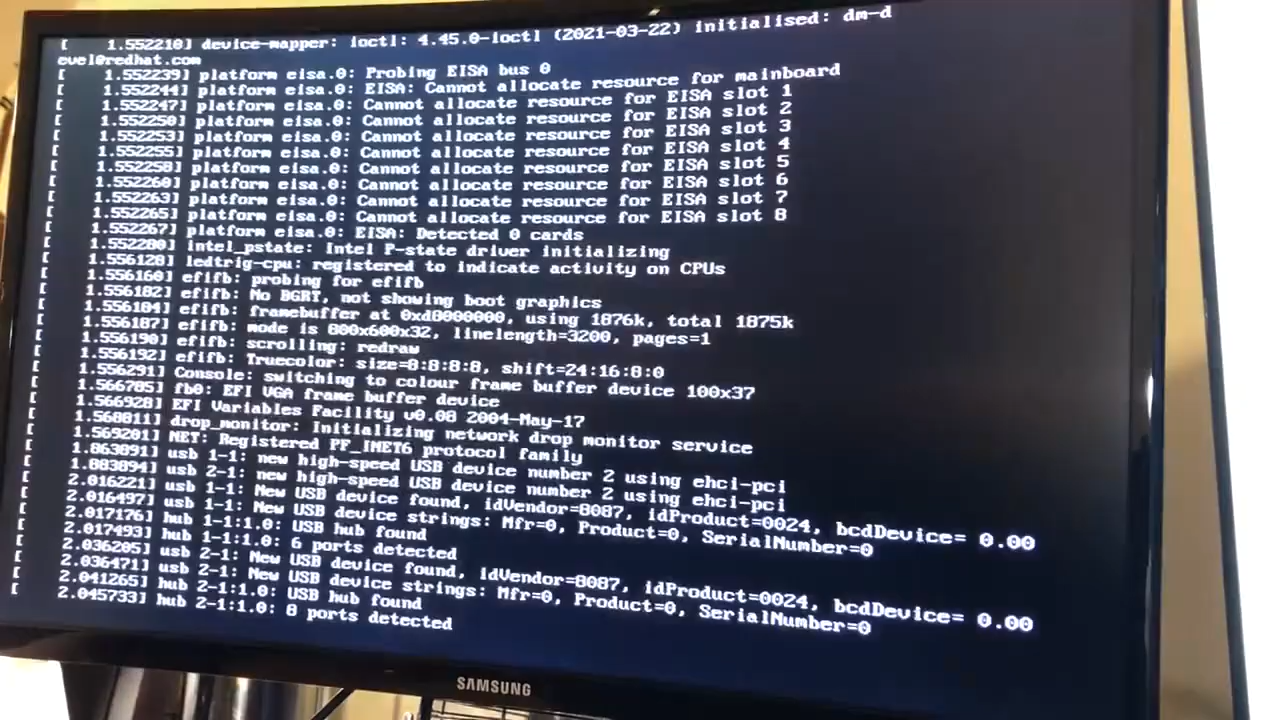 [    1.552210] device-mapper: ioctl: 4.45.0-ioctl (2021-03-22) initialised: dm-d
evel@redhat.com
[    1.552239] platform eisa.0: Probing EISA bus 0
[    1.552244] platform eisa.0: EISA: Cannot allocate resource for mainboard
[    1.552247] platform eisa.0: Cannot allocate resource for EISA slot 1
[    1.552250] platform eisa.0: Cannot allocate resource for EISA slot 2
[    1.552253] platform eisa.0: Cannot allocate resource for EISA slot 3
[    1.552255] platform eisa.0: Cannot allocate resource for EISA slot 4
[    1.552258] platform eisa.0: Cannot allocate resource for EISA slot 5
[    1.552260] platform eisa.0: Cannot allocate resource for EISA slot 6
[    1.552263] platform eisa.0: Cannot allocate resource for EISA slot 7
[    1.552265] platform eisa.0: Cannot allocate resource for EISA slot 8
[    1.552267] platform eisa.0: EISA: Detected 0 cards
[    1.552280] intel_pstate: Intel P-state driver initializing
[    1.556128] ledtrig-cpu: registered to indicate activity on CPUs
[    1.556160] efifb: probing for efifb
[    1.556182] efifb: No BGRT, not showing boot graphics
[    1.556184] efifb: framebuffer at 0xd8000000, using 1876k, total 1875k
[    1.556187] efifb: mode is 800x600x32, linelength=3200, pages=1
[    1.556190] efifb: scrolling: redraw
[    1.556192] efifb: Truecolor: size=8:8:8:8, shift=24:16:8:0
[    1.556291] Console: switching to colour frame buffer device 100x37
[    1.566785] fb0: EFI VGA frame buffer device
[    1.566928] EFI Variables Facility v0.08 2004-May-17
[    1.568811] drop_monitor: Initializing network drop monitor service
[    1.569201] NET: Registered PF_INET6 protocol family
[    1.863891] usb 1-1: new high-speed USB device number 2 using ehci-pci
[    1.883894] usb 2-1: new high-speed USB device number 2 using ehci-pci
[    2.016221] usb 1-1: New USB device found, idVendor=8087, idProduct=0024, bcdDevice= 0.00
[    2.016497] usb 1-1: New USB device strings: Mfr=0, Product=0, SerialNumber=0
[    2.017176] hub 1-1:1.0: USB hub found
[    2.017493] hub 1-1:1.0: 6 ports detected
[    2.036205] usb 2-1: New USB device found, idVendor=8087, idProduct=0024, bcdDevice= 0.00
[    2.036471] usb 2-1: New USB device strings: Mfr=0, Product=0, SerialNumber=0
[    2.041265] hub 2-1:1.0: USB hub found
[    2.045733] hub 2-1:1.0: 8 ports detected
SAMSUNG